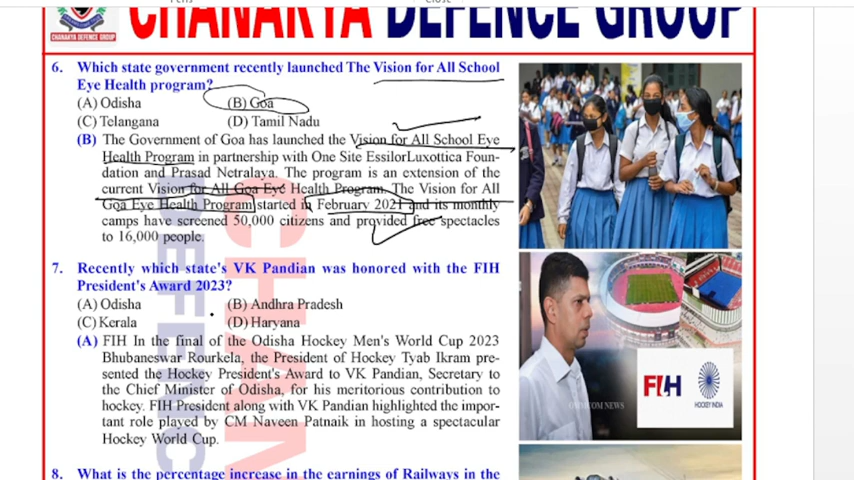 CHANAKYA DEFENCE GROUP
CHANAKYA DEFENCE GROUP
6. Which state government recently launched The Vision for All School
Eye Health program?
(A) Odisha (B) Goa
(C) Telangana (D) Tamil Nadu
(B) The Government of Goa has launched the Vision for All School Eye
Health Program in partnership with One Site EssilorLuxottica Foun-
dation and Prasad Netralaya. The program is an extension of the
current Vision for All Goa Eye Health Program. The Vision for All
Goa Eye Health Program started in February 2021 and its monthly
camps have screened 50,000 citizens and provided free spectacles
to 16,000 people.
7. Recently which state's VK Pandian was honored with the FIH
President's Award 2023?
(A) Odisha (B) Andhra Pradesh
(C) Kerala (D) Haryana
(A) FIH In the final of the Odisha Hockey Men's World Cup 2023
Bhubaneswar Rourkela, the President of Hockey Tyab Ikram pre-
sented the Hockey President's Award to VK Pandian, Secretary to
the Chief Minister of Odisha, for his meritorious contribution to
hockey. FIH President along with VK Pandian highlighted the impor-
tant role played by CM Naveen Patnaik in hosting a spectacular
Hockey World Cup.
FIH
HOCKEY INDIA
8. What is the percentage increase in the earnings of Railways in the